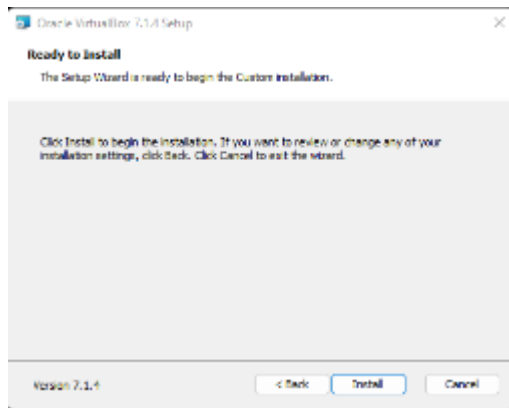 Oracle VirtualBox 7.1.4 Setup
Ready to Install
The Setup Wizard is ready to begin the Custom installation.
Click Install to begin the installation. If you want to review or change any of your
installation settings, click Back. Click Cancel to exit the wizard.
Version 7.1.4
< Back
Install
Cancel